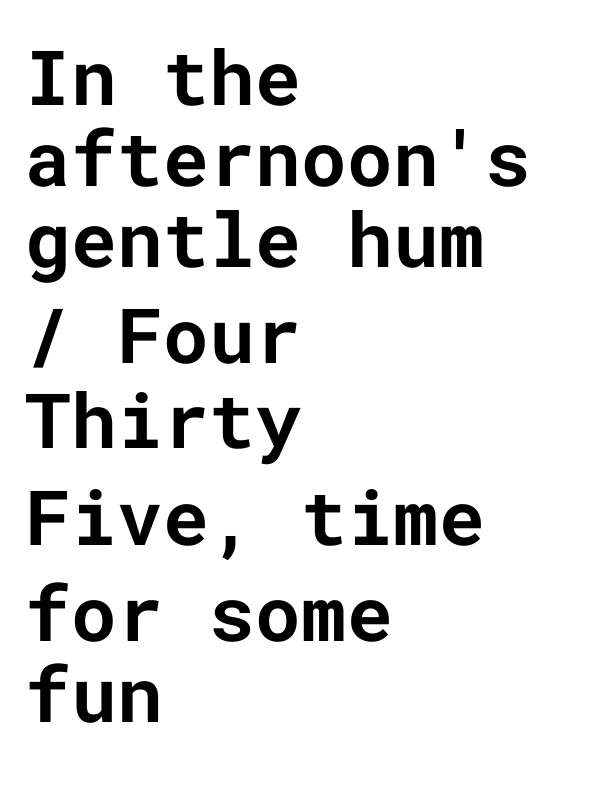 In the
afternoon's
gentle hum
/ Four
Thirty
Five, time
for some
fun